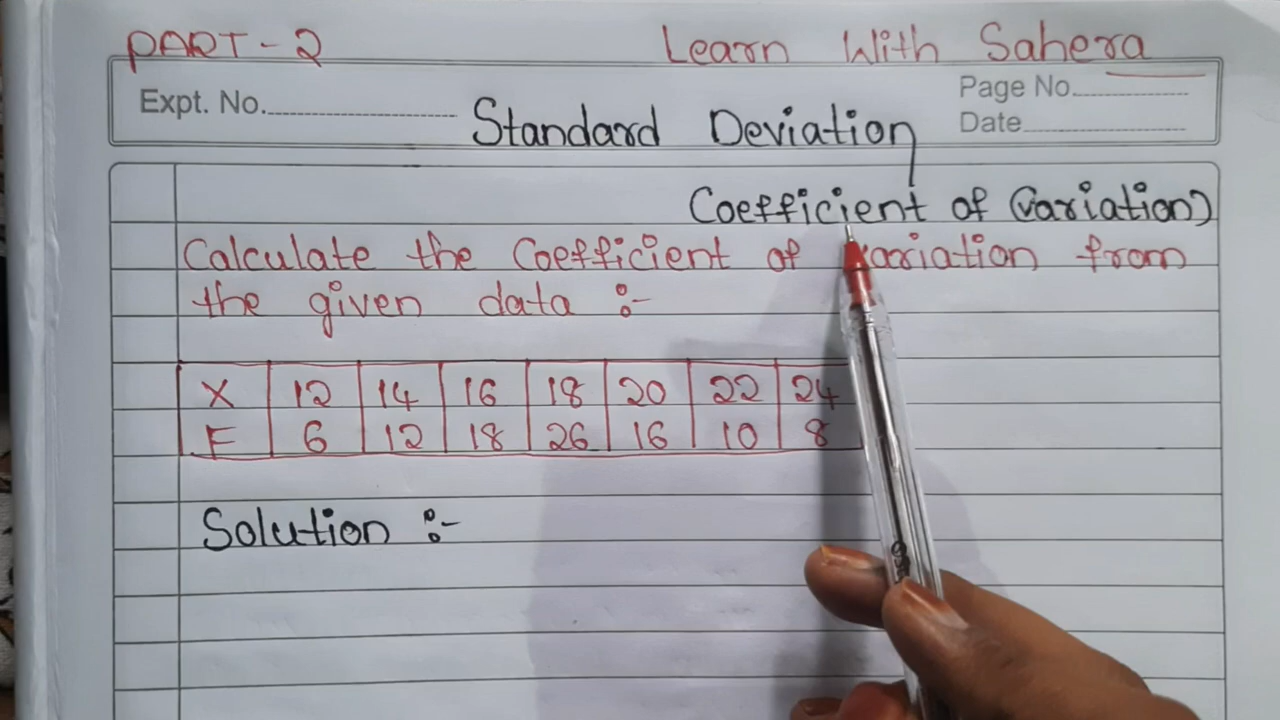 PART-2 Learn With Sahera
Expt. No. Page No.
Standard Deviation Date
Coefficient of (variation)
Calculate the Coefficient of variation from
the given data :-
X 12 14 16 18 20 22 24
F 6 12 18 26 16 10 8
Solution :-